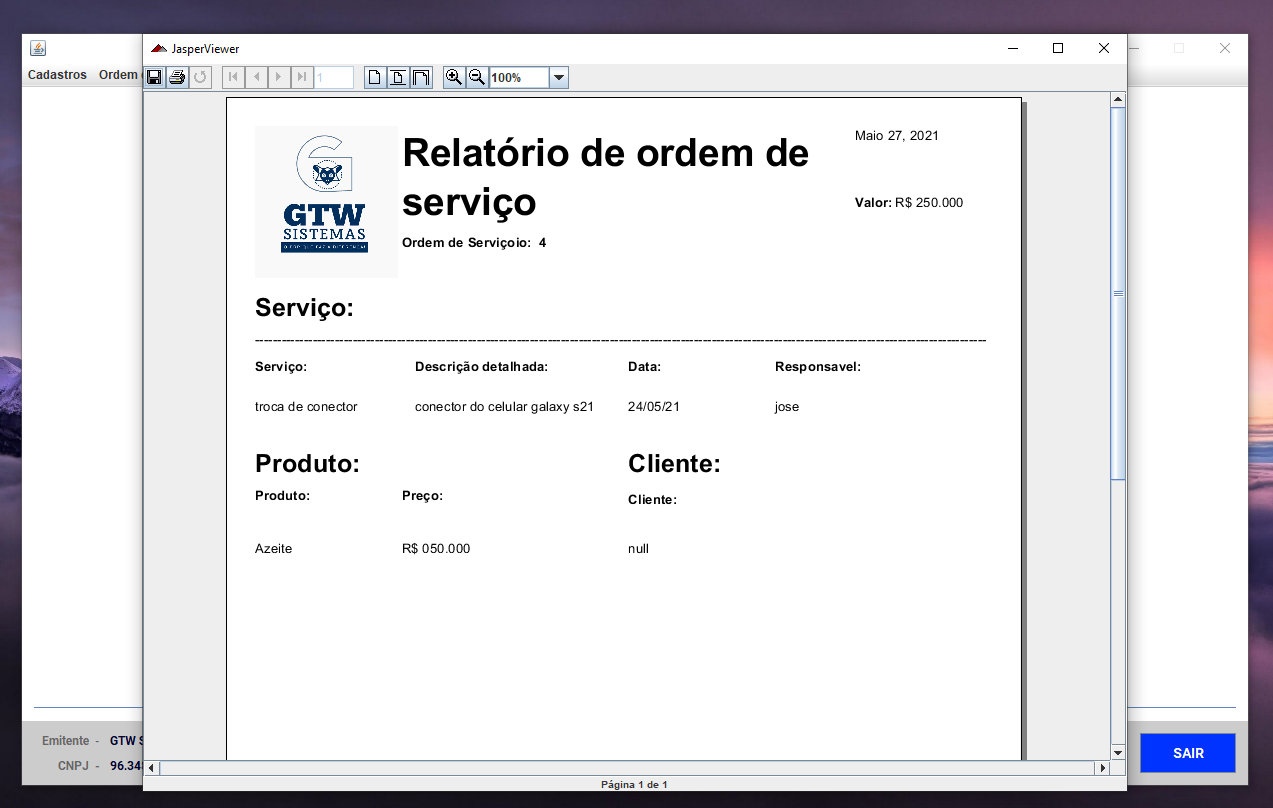 JasperViewer
Cadastros Ordem
1
100%
GTW
SISTEMAS
Relatório de ordem de
serviço
Ordem de Serviçoio: 4
Maio 27, 2021
Valor: R$ 250.000
Serviço:
Serviço: Descrição detalhada: Data: Responsavel:
troca de conector conector do celular galaxy s21 24/05/21 jose
Produto: Cliente:
Produto: Preço: Cliente:
Azeite R$ 050.000 null
Emitente - GTW S
CNPJ - 96.34
SAIR
Página 1 de 1